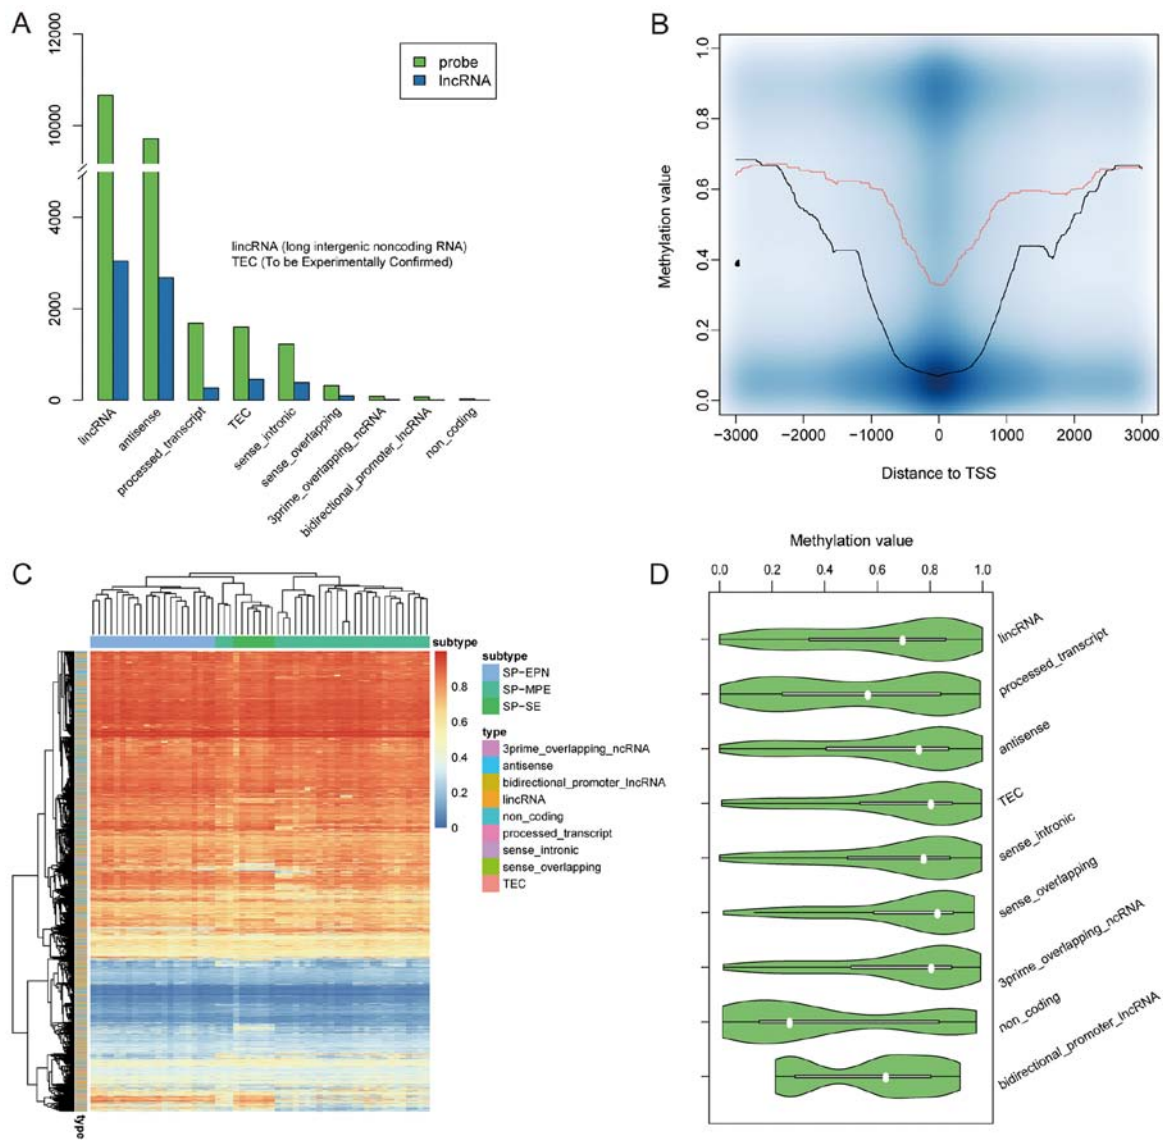 A
12000
10000
4000
2000
0
probe
lncRNA
lincRNA (long intergenic noncoding RNA)
TEC (To be Experimentally Confirmed)
lincRNA
antisense
processed_transcript
TEC
sense_intronic
sense_overlapping
3prime_overlapping_ncRNA
bidirectional_promoter_lncRNA
non_coding
B
Methylation value
1.0
0.8
0.6
0.4
0.2
0.0
−3000 −2000 −1000 0 1000 2000 3000
Distance to TSS
C
subtype
0.8
0.6
0.4
0.2
0
subtype
SP−EPN
SP−MPE
SP−SE
type
3prime_overlapping_ncRNA
antisense
bidirectional_promoter_lncRNA
lincRNA
non_coding
processed_transcript
sense_intronic
sense_overlapping
TEC
type
D
Methylation value
0.0 0.2 0.4 0.6 0.8 1.0
lincRNA
processed_transcript
antisense
TEC
sense_intronic
sense_overlapping
3prime_overlapping_ncRNA
non_coding
bidirectional_promoter_lncRNA